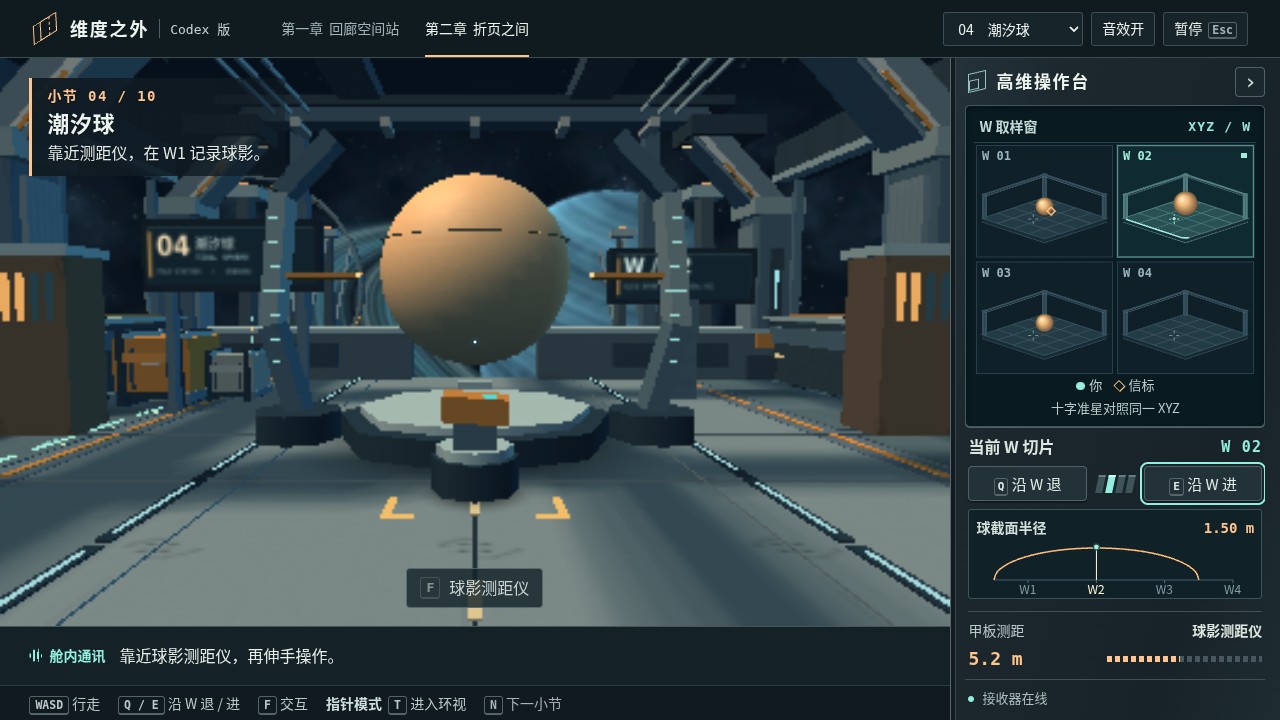 维度之外 Codex 版 第一章 回廊空间站 第二章 折页之间 04 潮汐球 音效开 暂停 Esc
小节 04 / 10
潮汐球
靠近测距仪，在 W1 记录球影。
04 潮汐球
高维操作台
W 取样窗 XYZ / W
W 01 W 02
W 03 W 04
你 信标
十字准星对照同一 XYZ
当前 W 切片 W 02
Q 沿 W 退 E 沿 W 进
球截面半径 1.50 m
W1 W2 W3 W4
甲板测距 球影测距仪
5.2 m
接收器在线
F 球影测距仪
舱内通讯 靠近球影测距仪，再伸手操作。
WASD 行走 Q / E 沿 W 退 / 进 F 交互 指针模式 T 进入环视 N 下一小节